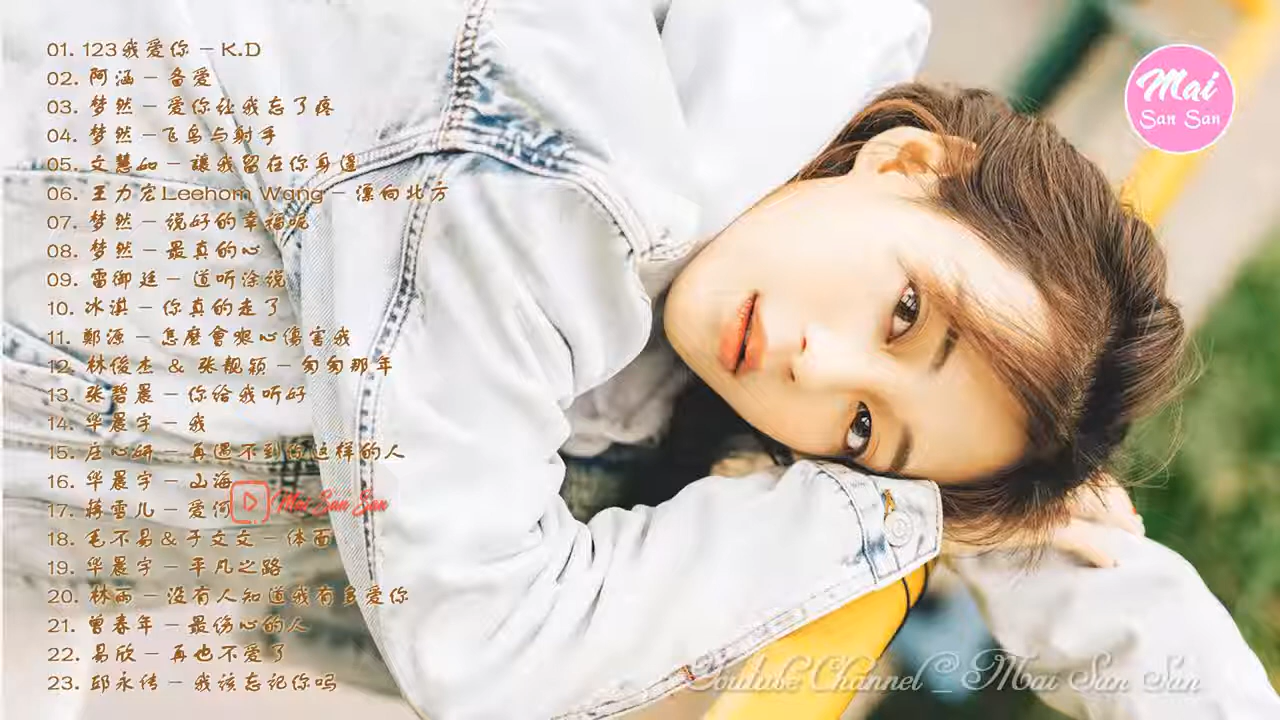 01. 123我爱你 – K.D
02. 阿涵 – 备爱
03. 梦然 – 爱你让我忘了疼
04. 梦然 – 飞鸟与射手
05. 文慧如 – 讓我留在你身邊
06. 王力宏Leehom Wang – 漂向北方
07. 梦然 – 说好的幸福呢
08. 梦然 – 最真的心
09. 雷御廷 – 道听涂说
10. 冰淇 – 你真的走了
11. 鄭源 – 怎麼會狠心傷害我
12. 林俊杰 & 张靓颖 – 匆匆那年
13. 张碧晨 – 你给我听好
14. 华晨宇 – 我
15. 庄心妍 – 再遇不到你这样的人
16. 华晨宇 – 山海
17. 蒋雪儿 – 爱何
18. 毛不易 & 于文文 – 体面
19. 华晨宇 – 平凡之路
20. 林雨 – 没有人知道我有多爱你
21. 曾春年 – 最伤心的人
22. 易欣 – 再也不爱了
23. 邱永传 – 我该忘记你吗
Mai
San San
Mai San San
Youtube Channel _ Mai San San